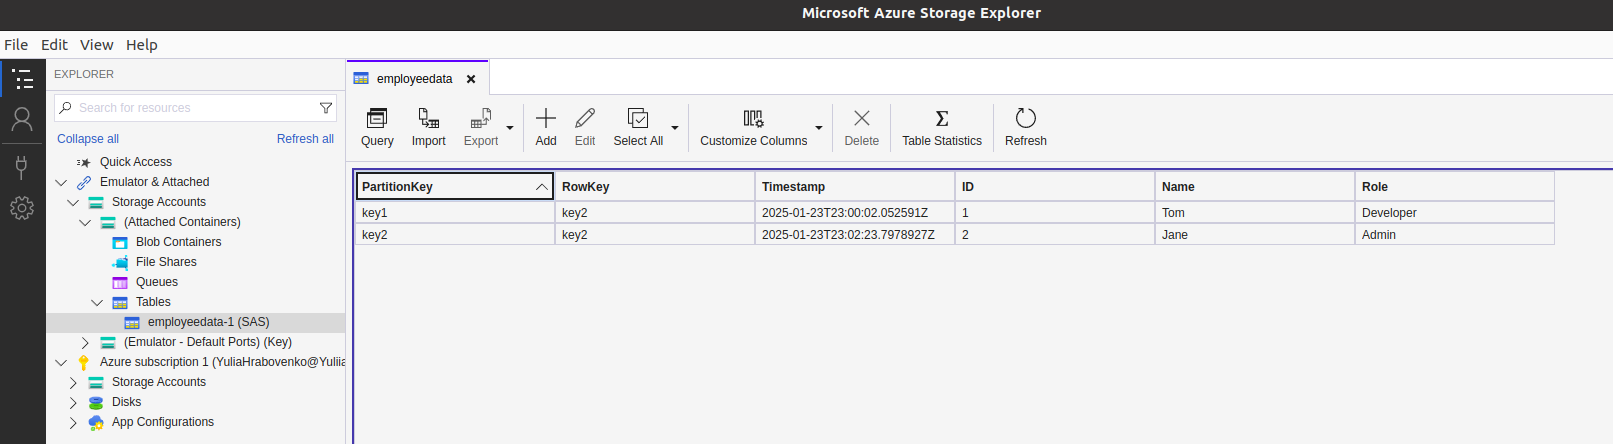 Microsoft Azure Storage Explorer
File Edit View Help
EXPLORER
Search for resources
Collapse all Refresh all
Quick Access
Emulator & Attached
Storage Accounts
(Attached Containers)
Blob Containers
File Shares
Queues
Tables
employeedata-1 (SAS)
(Emulator - Default Ports) (Key)
Azure subscription 1 (YuliaHrabovenko@Yuliia
Storage Accounts
Disks
App Configurations
employeedata
Query Import Export Add Edit Select All Customize Columns Delete Table Statistics Refresh
PartitionKey RowKey Timestamp ID Name Role
key1 key2 2025-01-23T23:00:02.052591Z 1 Tom Developer
key2 key2 2025-01-23T23:02:23.7978927Z 2 Jane Admin